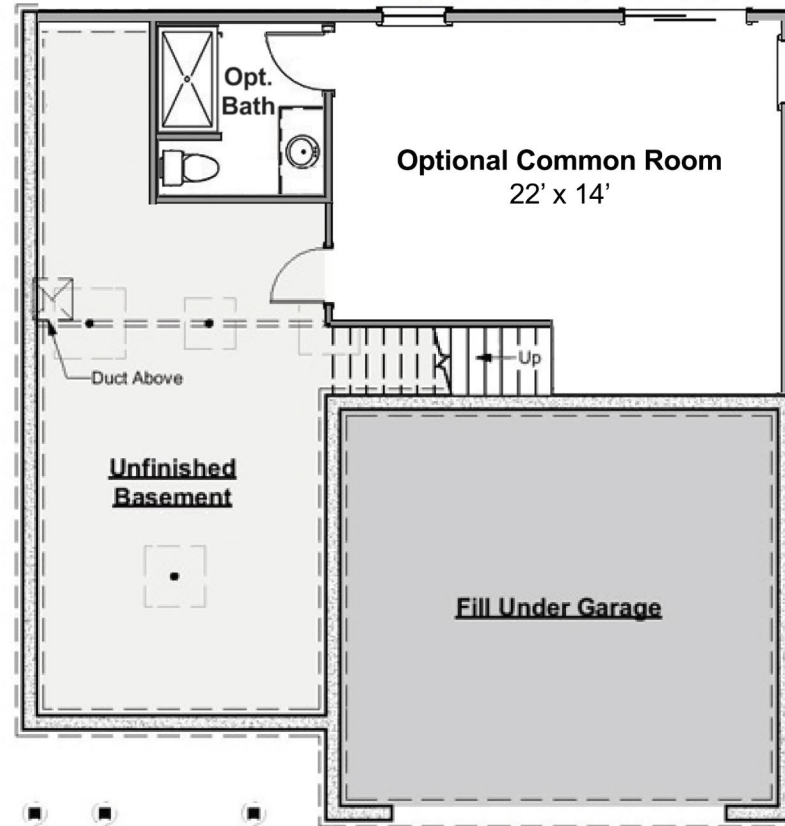 Opt.
Bath
Optional Common Room
22’ x 14’
Up
Duct Above
Unfinished
Basement
Fill Under Garage